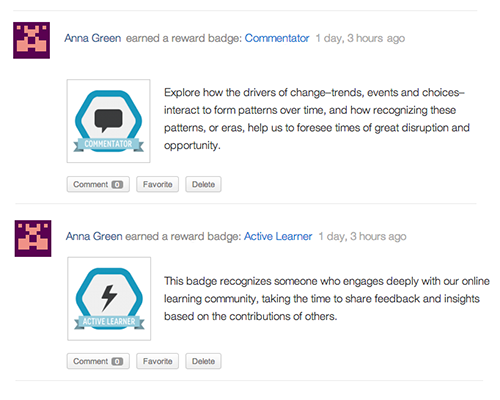 Anna Green earned a reward badge: Commentator 1 day, 3 hours ago
Explore how the drivers of change–trends, events and choices–
interact to form patterns over time, and how recognizing these
patterns, or eras, help us to foresee times of great disruption and
opportunity.
COMMENTATOR
Comment 0 Favorite Delete
Anna Green earned a reward badge: Active Learner 1 day, 3 hours ago
This badge recognizes someone who engages deeply with our online
learning community, taking the time to share feedback and insights
based on the contributions of others.
ACTIVE LEARNER
Comment 0 Favorite Delete